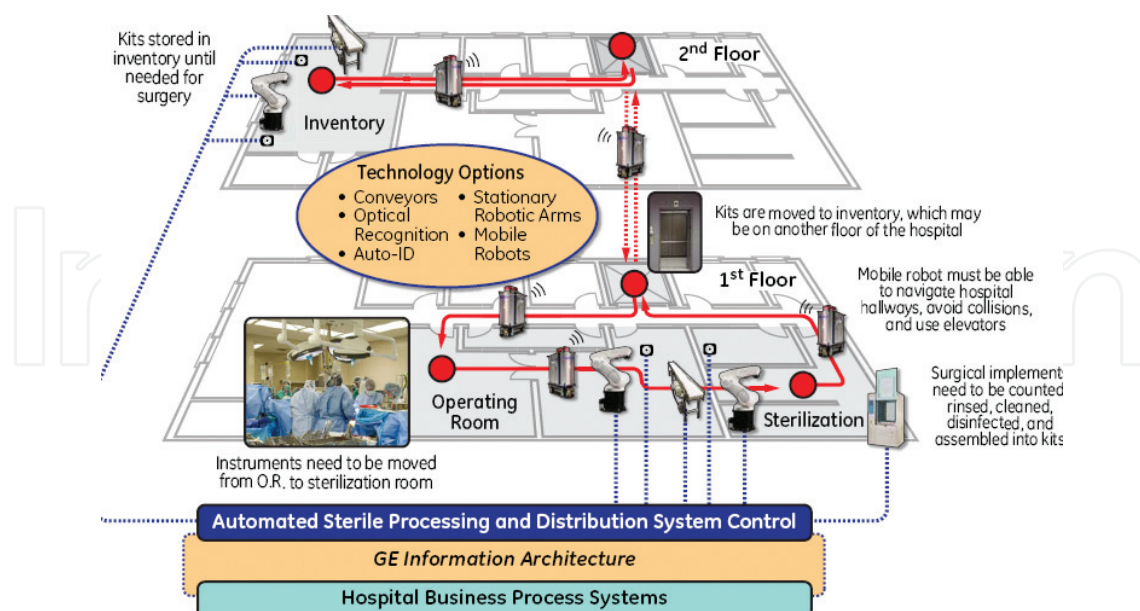 Kits stored in
inventory until
needed for
surgery
2nd Floor
Inventory
Technology Options
• Conveyors
• Optical
Recognition
• Auto-ID
• Stationary
Robotic Arms
• Mobile
Robots
Kits are moved to inventory, which may
be on another floor of the hospital
1st Floor
Mobile robot must be able
to navigate hospital
hallways, avoid collisions,
and use elevators
Operating
Room
Sterilization
Surgical implement
need to be counted
rinsed, cleaned,
disinfected, and
assembled into kits
Instruments need to be moved
from O.R. to sterilization room
Automated Sterile Processing and Distribution System Control
GE Information Architecture
Hospital Business Process Systems